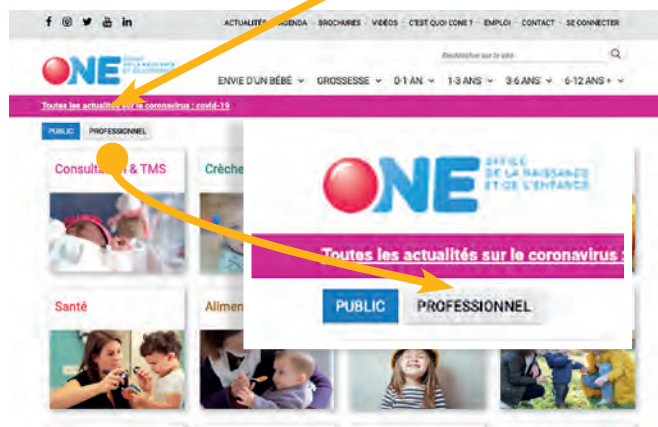 ACTUALITÉS AGENDA BROCHURES VIDÉOS C'EST QUOI L'ONE ? EMPLOI CONTACT SE CONNECTER
Rechercher sur le site
ONE
ENVIE D'UN BÉBÉ GROSSESSE 0-1 AN 1-3 ANS 3-6 ANS 6-12 ANS +
Toutes les actualités sur le coronavirus : covid-19
PUBLIC PROFESSIONNEL
Consultation & TMS
Crèche
Santé
Alimen
ONE OFFICE
DE LA NAISSANCE
ET DE L'ENFANCE
Toutes les actualités sur le coronavirus :
PUBLIC PROFESSIONNEL